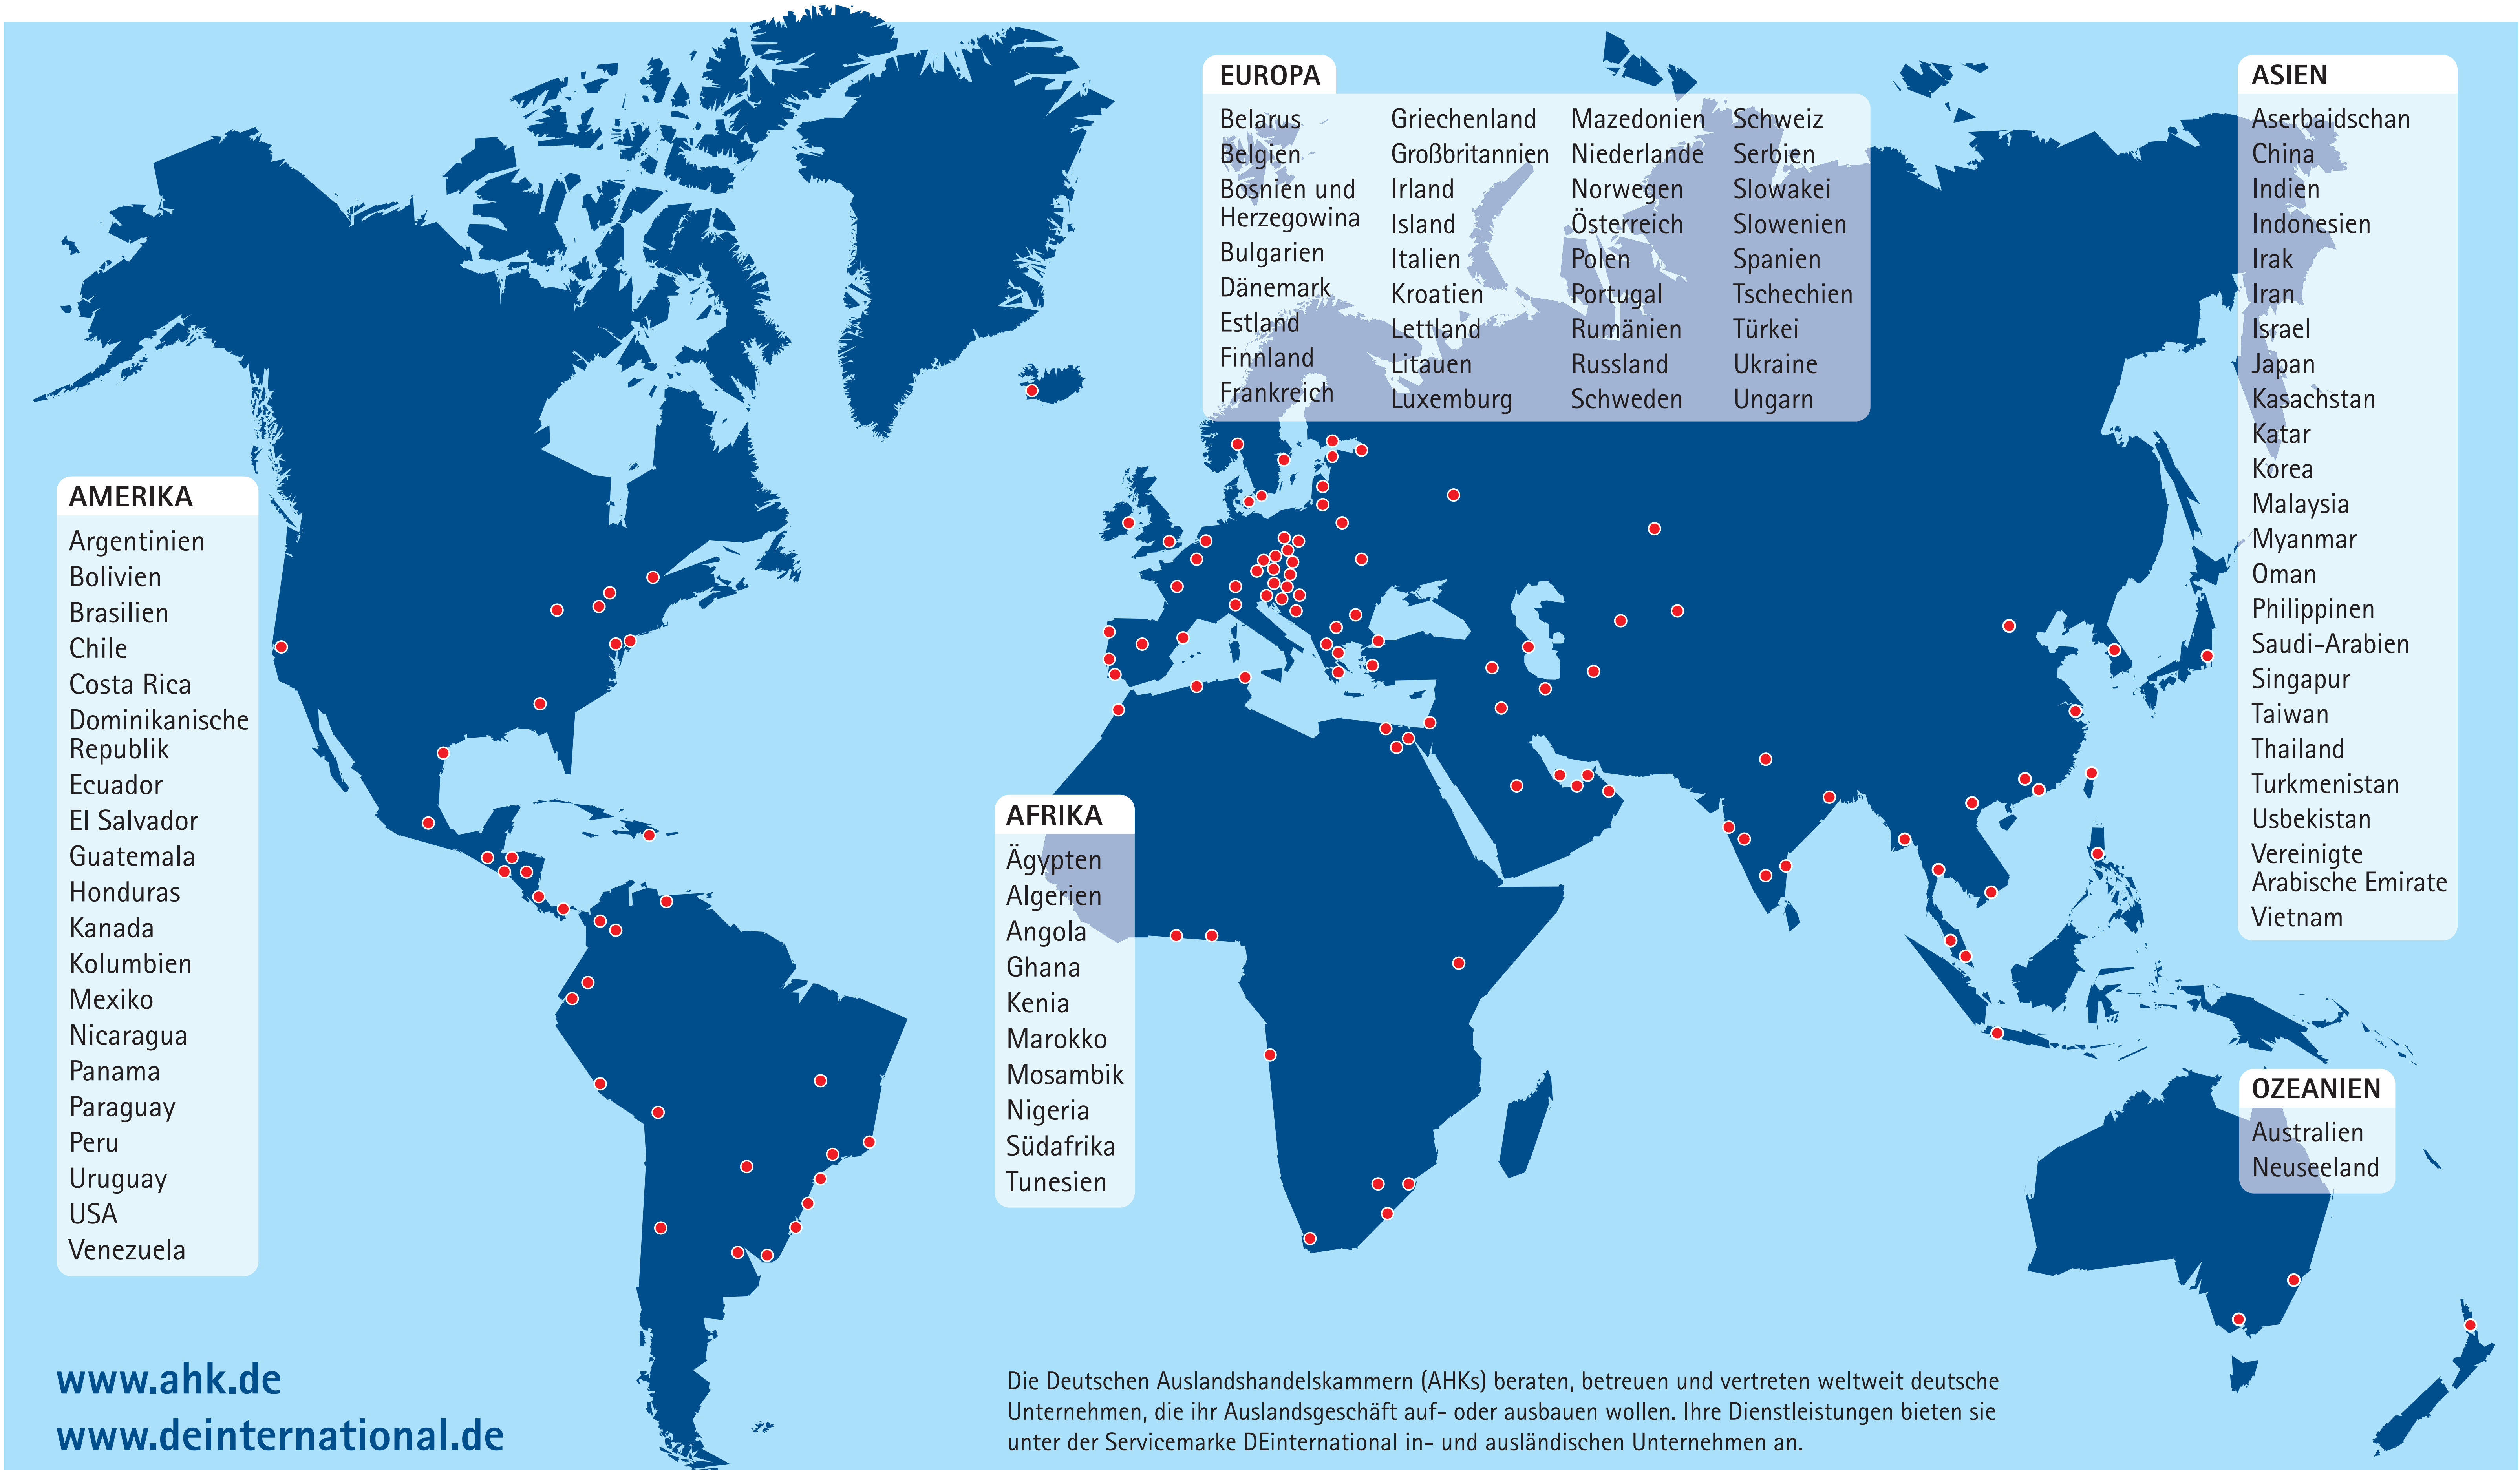 EUROPA
Belarus
Belgien
Bosnien und
Herzegowina
Bulgarien
Dänemark
Estland
Finnland
Frankreich
Griechenland
Großbritannien
Irland
Island
Italien
Kroatien
Lettland
Litauen
Luxemburg
Mazedonien
Niederlande
Norwegen
Österreich
Polen
Portugal
Rumänien
Russland
Schweden
Schweiz
Serbien
Slowakei
Slowenien
Spanien
Tschechien
Türkei
Ukraine
Ungarn
ASIEN
Aserbaidschan
China
Indien
Indonesien
Irak
Iran
Israel
Japan
Kasachstan
Katar
Korea
Malaysia
Myanmar
Oman
Philippinen
Saudi-Arabien
Singapur
Taiwan
Thailand
Turkmenistan
Usbekistan
Vereinigte
Arabische Emirate
Vietnam
AMERIKA
Argentinien
Bolivien
Brasilien
Chile
Costa Rica
Dominikanische
Republik
Ecuador
El Salvador
Guatemala
Honduras
Kanada
Kolumbien
Mexiko
Nicaragua
Panama
Paraguay
Peru
Uruguay
USA
Venezuela
AFRIKA
Ägypten
Algerien
Angola
Ghana
Kenia
Marokko
Mosambik
Nigeria
Südafrika
Tunesien
OZEANIEN
Australien
Neuseeland
www.ahk.de
www.deinternational.de
Die Deutschen Auslandshandelskammern (AHKs) beraten, betreuen und vertreten weltweit deutsche
Unternehmen, die ihr Auslandsgeschäft auf- oder ausbauen wollen. Ihre Dienstleistungen bieten sie
unter der Servicemarke DEinternational in- und ausländischen Unternehmen an.